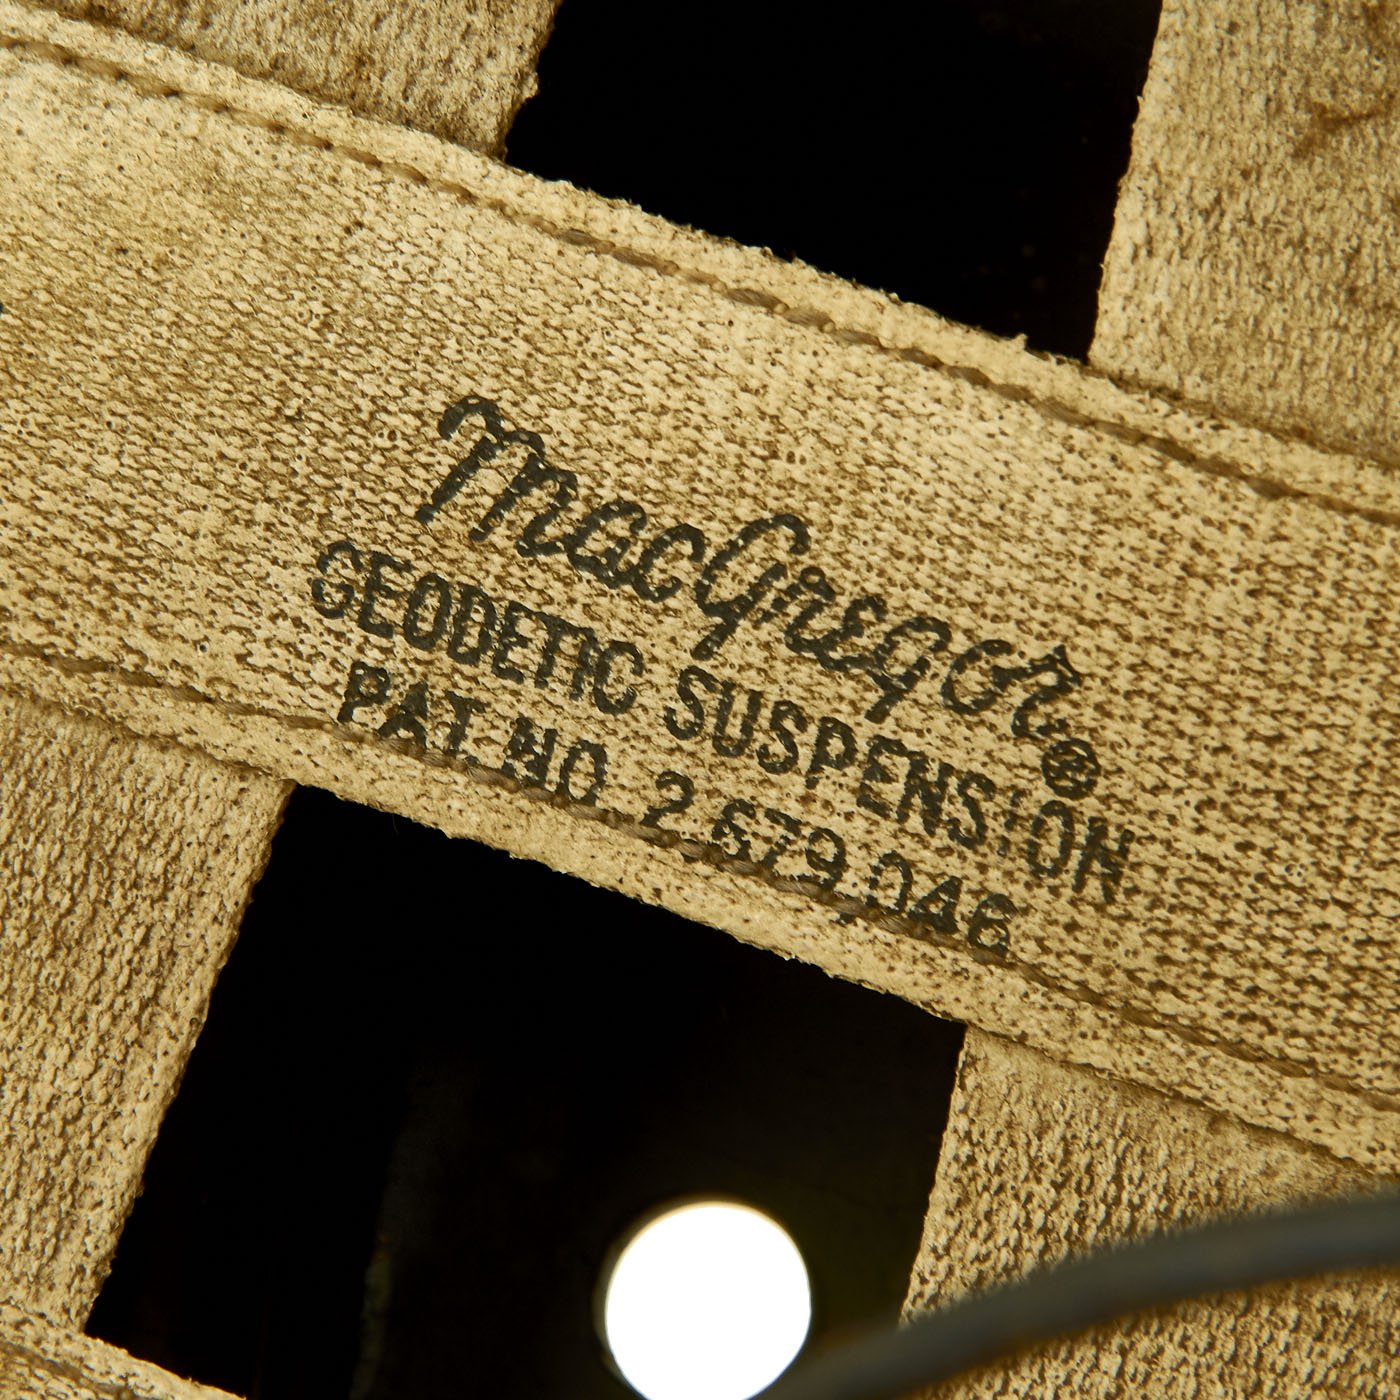 MacGregor®
GEODETIC SUSPENSION
PAT. NO. 2,679,046